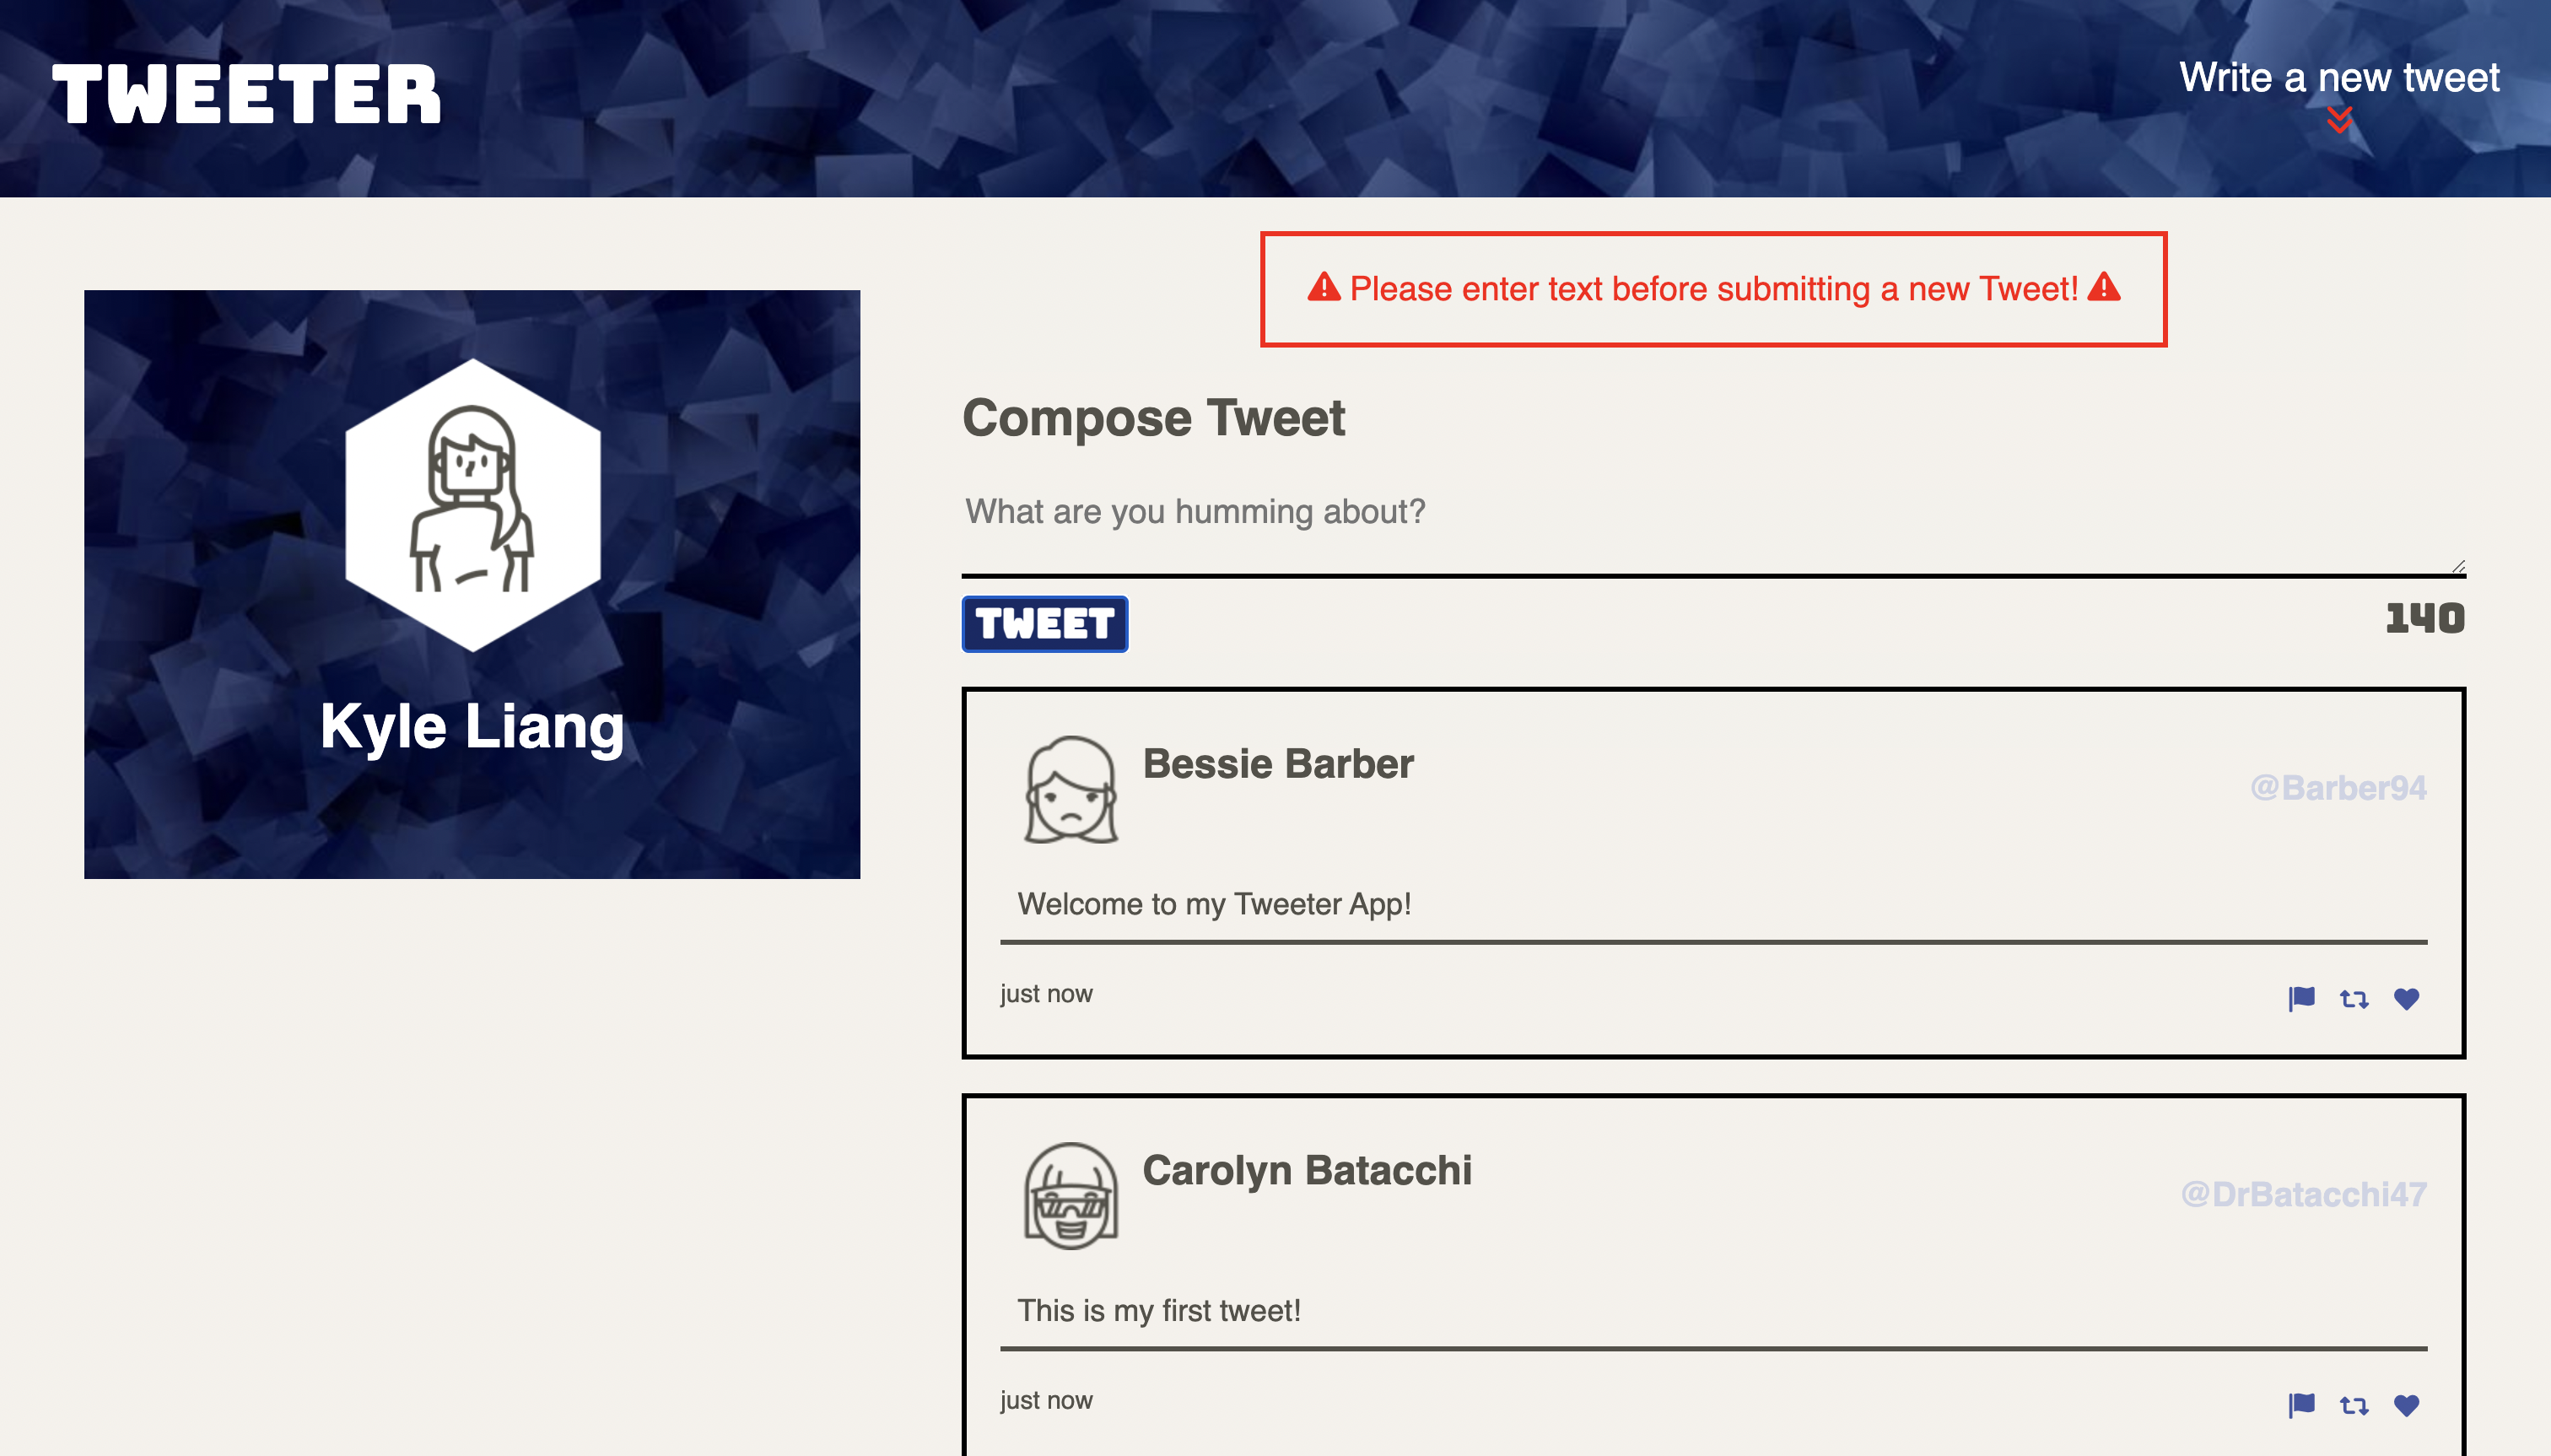 TWEETER
Write a new tweet
Please enter text before submitting a new Tweet!
Kyle Liang
Compose Tweet
What are you humming about?
TWEET
140
Bessie Barber
@Barber94
Welcome to my Tweeter App!
just now
Carolyn Batacchi
@DrBatacchi47
This is my first tweet!
just now